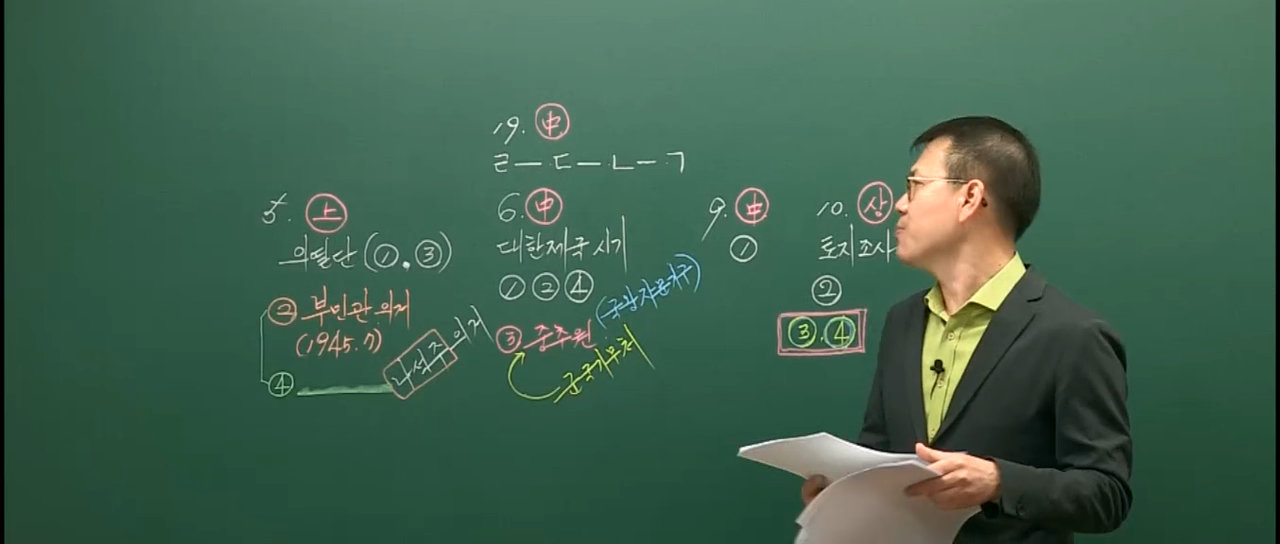 19. 中
ㄹ — ㄷ — ㄴ — ㄱ
5. 上
의열단 (①, ③)
② 부민관 의거
(1945. 7)
④
나석주 의거
6. 中
대한제국 시기
① ② ④
③ 중추원
(국왕자문기구)
군국기무처
9. 中
①
10. 상
토지조사
②
③, ④